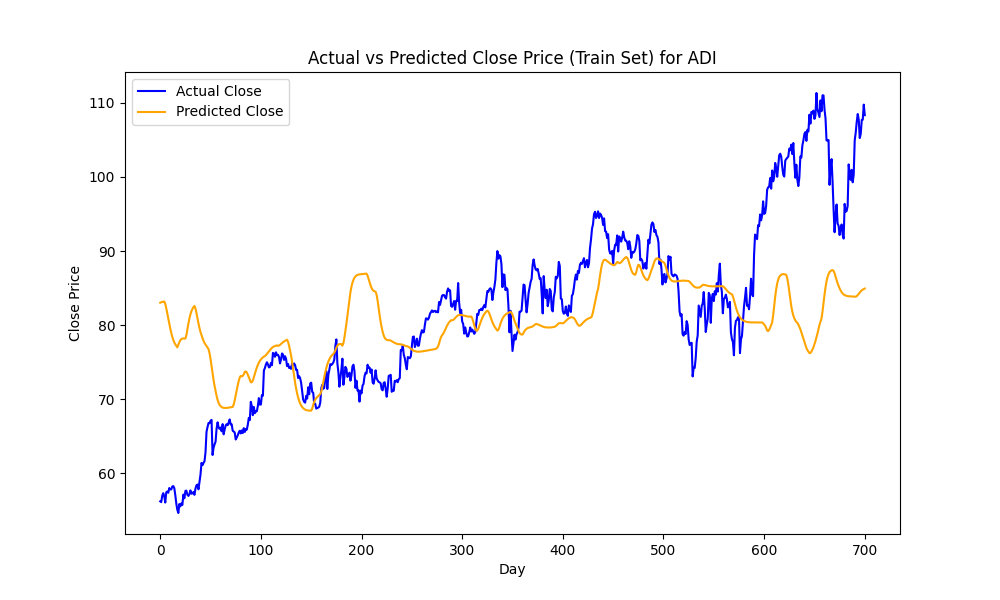 Actual vs Predicted Close Price (Train Set) for ADI
Actual Close
Predicted Close
Close Price
110
100
90
80
70
60
0 100 200 300 400 500 600 700
Day